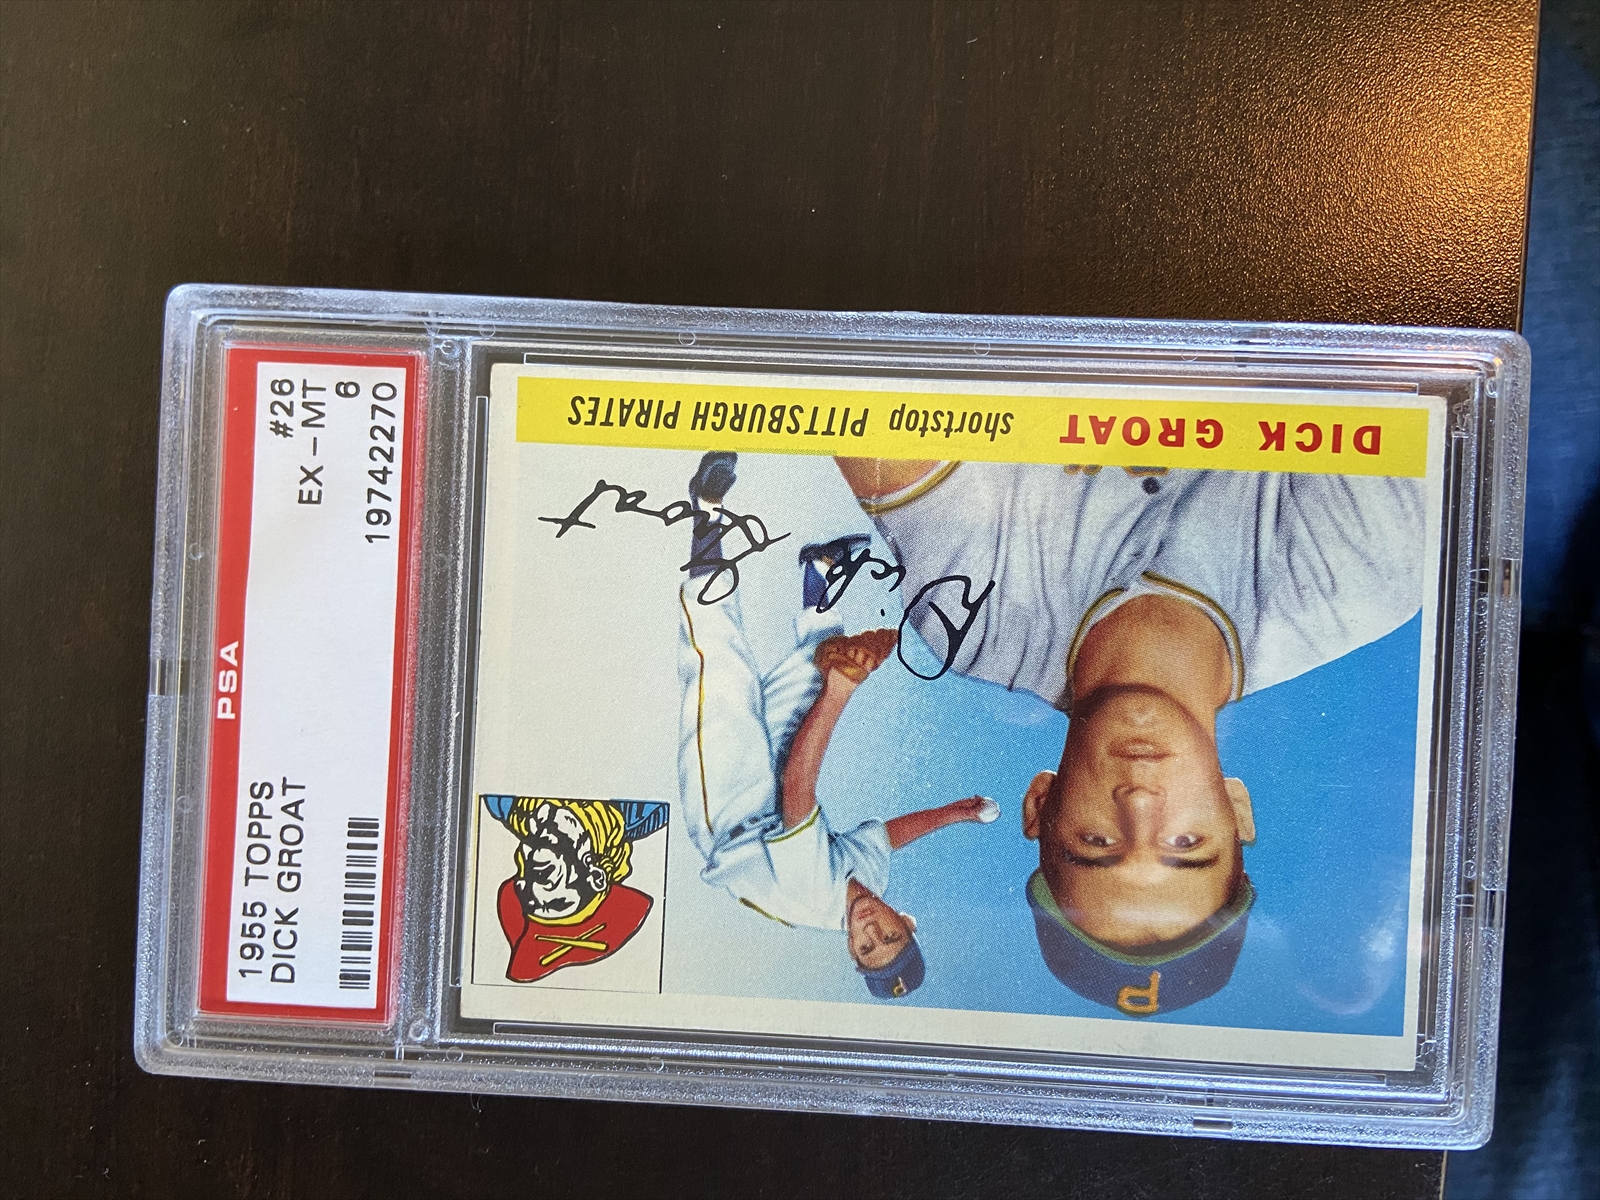 1955 TOPPS #26
DICK GROAT EX-MT
6
19742270
PSA
P
P
Dick Groat
DICK GROAT shortstop PITTSBURGH PIRATES